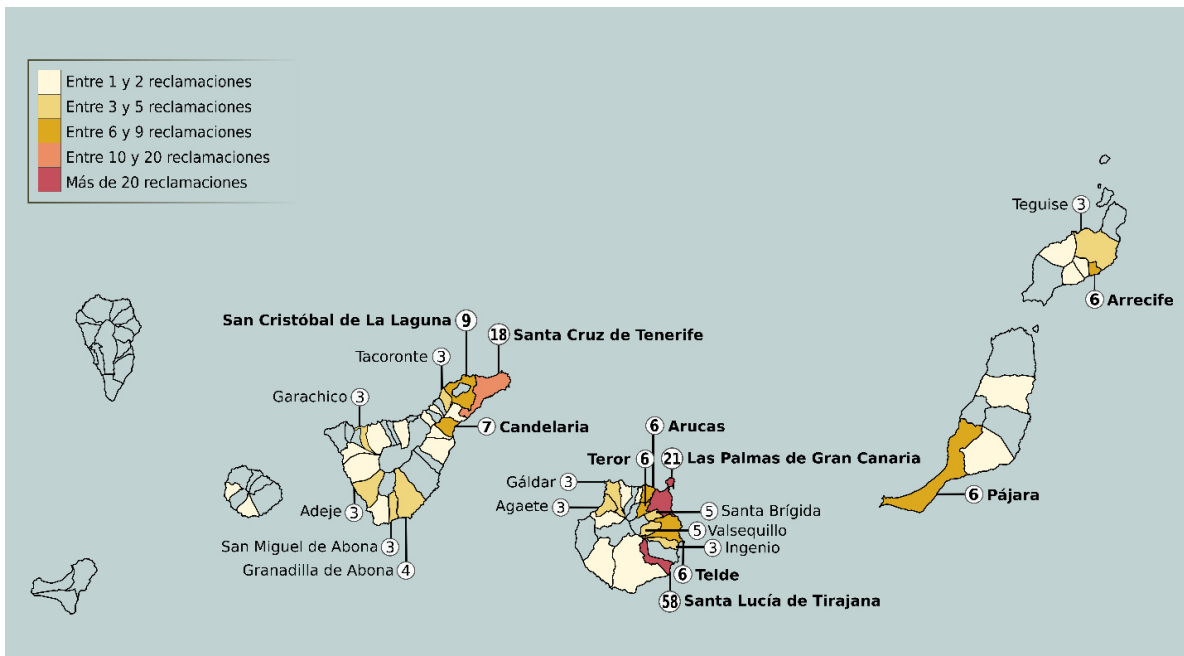 Entre 1 y 2 reclamaciones
Entre 3 y 5 reclamaciones
Entre 6 y 9 reclamaciones
Entre 10 y 20 reclamaciones
Más de 20 reclamaciones
Teguise 3
6 Arrecife
San Cristóbal de La Laguna 9
18 Santa Cruz de Tenerife
Tacoronte 3
Garachico 3
7 Candelaria
6 Arucas
Teror 6
21 Las Palmas de Gran Canaria
Gáldar 3
Agaete 3
5 Santa Brígida
5 Valsequillo
3 Ingenio
6 Pájara
Adeje 3
San Miguel de Abona 3
Granadilla de Abona 4
6 Telde
58 Santa Lucía de Tirajana